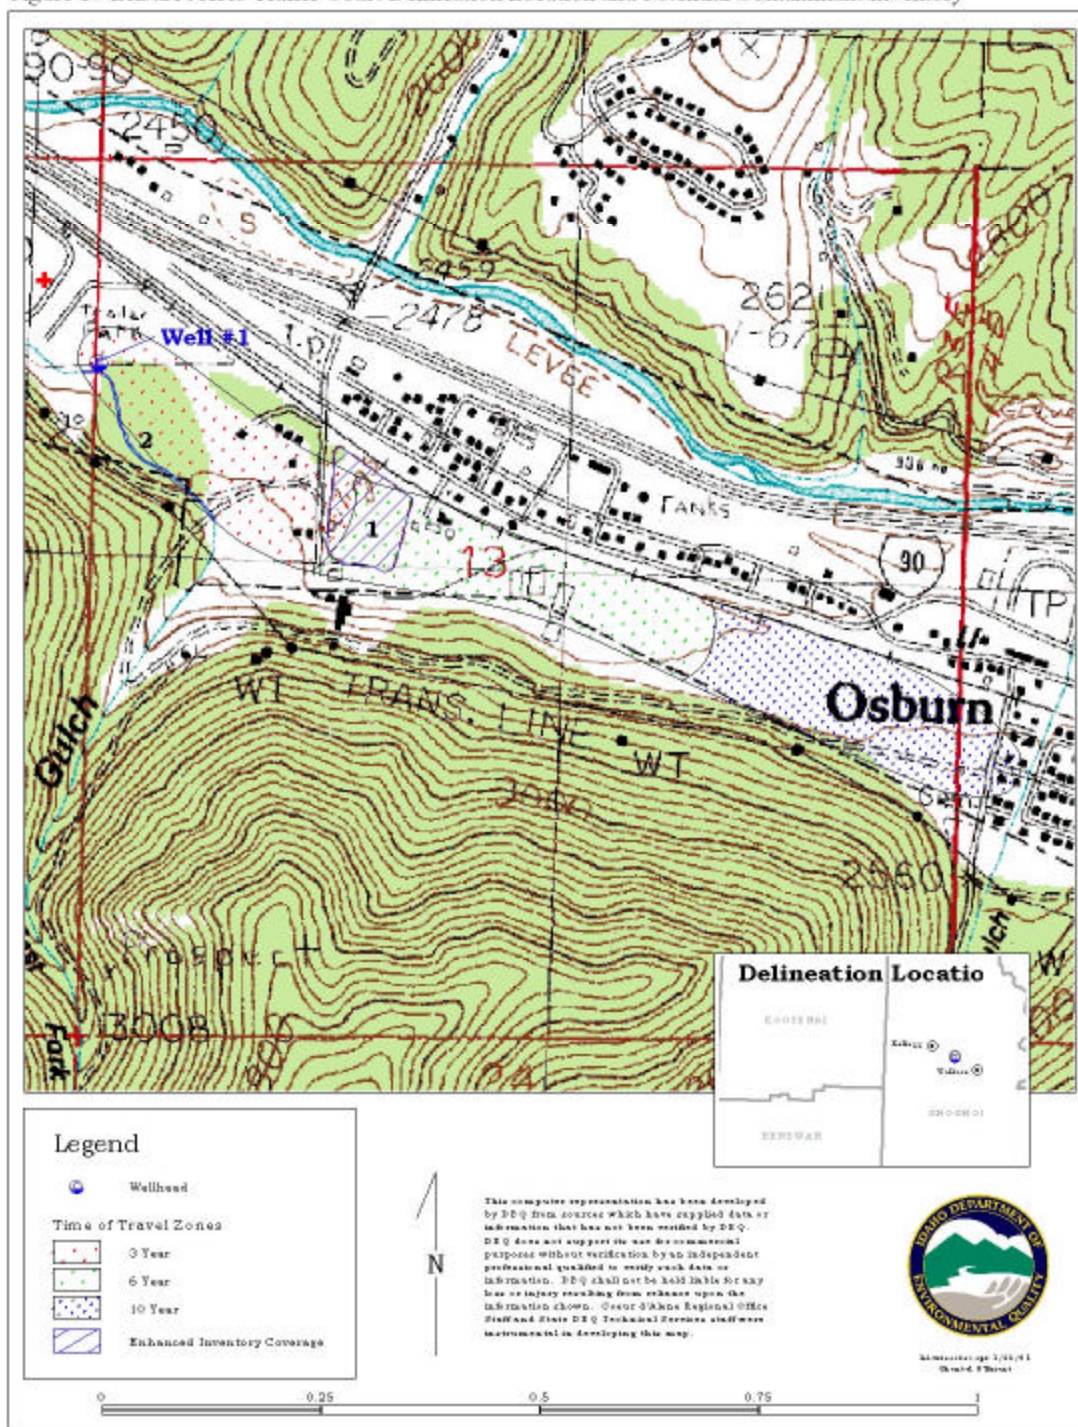 90-90
2450
S
2459
2478
LEVEE
T.P.
Well #1
Park
2
1
13
TANKS
2621
936
90
TP
Osburn
WT TRANS. LINE
WT
2560
Gulch
Prospect
3008
Fork
W
Delineation Locatio
KOOTENAI
BENEWAH
Legend
Wellhead
Time of Travel Zones
3 Year
6 Year
10 Year
Enhanced Inventory Coverage
N
This computer representation has been developed
by DEQ from sources which have supplied data or
information that has not been verified by DEQ.
DEQ does not support its use for commercial
purposes without verification by an independent
professional qualified to verify such data or
information. DEQ shall not be held liable for any
loss or injury resulting from reliance upon the
information shown. Coeur d'Alene Regional Office
Staff and State DEQ Technical Services staff were
instrumental in developing this map.
IDAHO DEPARTMENT OF
ENVIRONMENTAL QUALITY
0 0.25 0.5 0.75 1